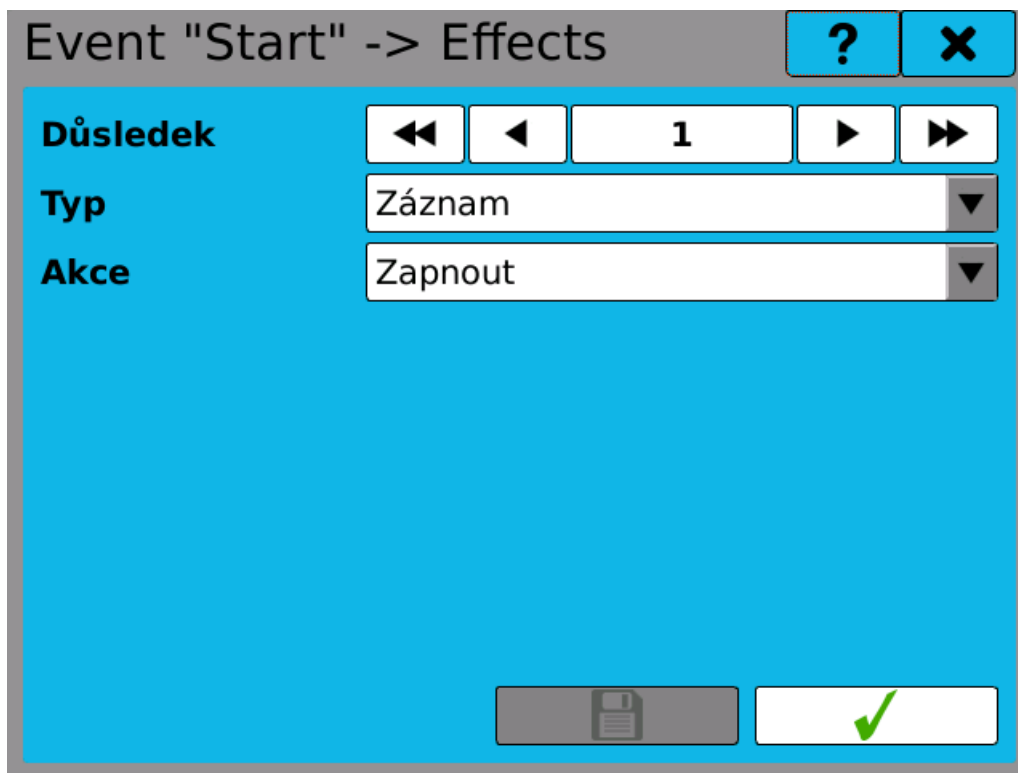 Event "Start" -> Effects ?
Důsledek 1
Typ Záznam
Akce Zapnout